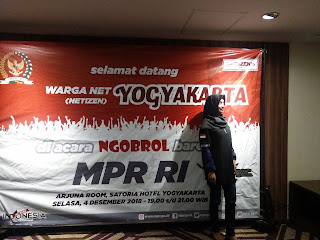 selamat datang
WARGA NET
(NETIZEN)
YOGYAKARTA
di acara NGOBROL
MPR RI
ARJUNA ROOM, SATORIA HOTEL YOGYAKARTA
SELASA, 4 DESEMBER 2018 - 19.00 s/d 21.00 WIB